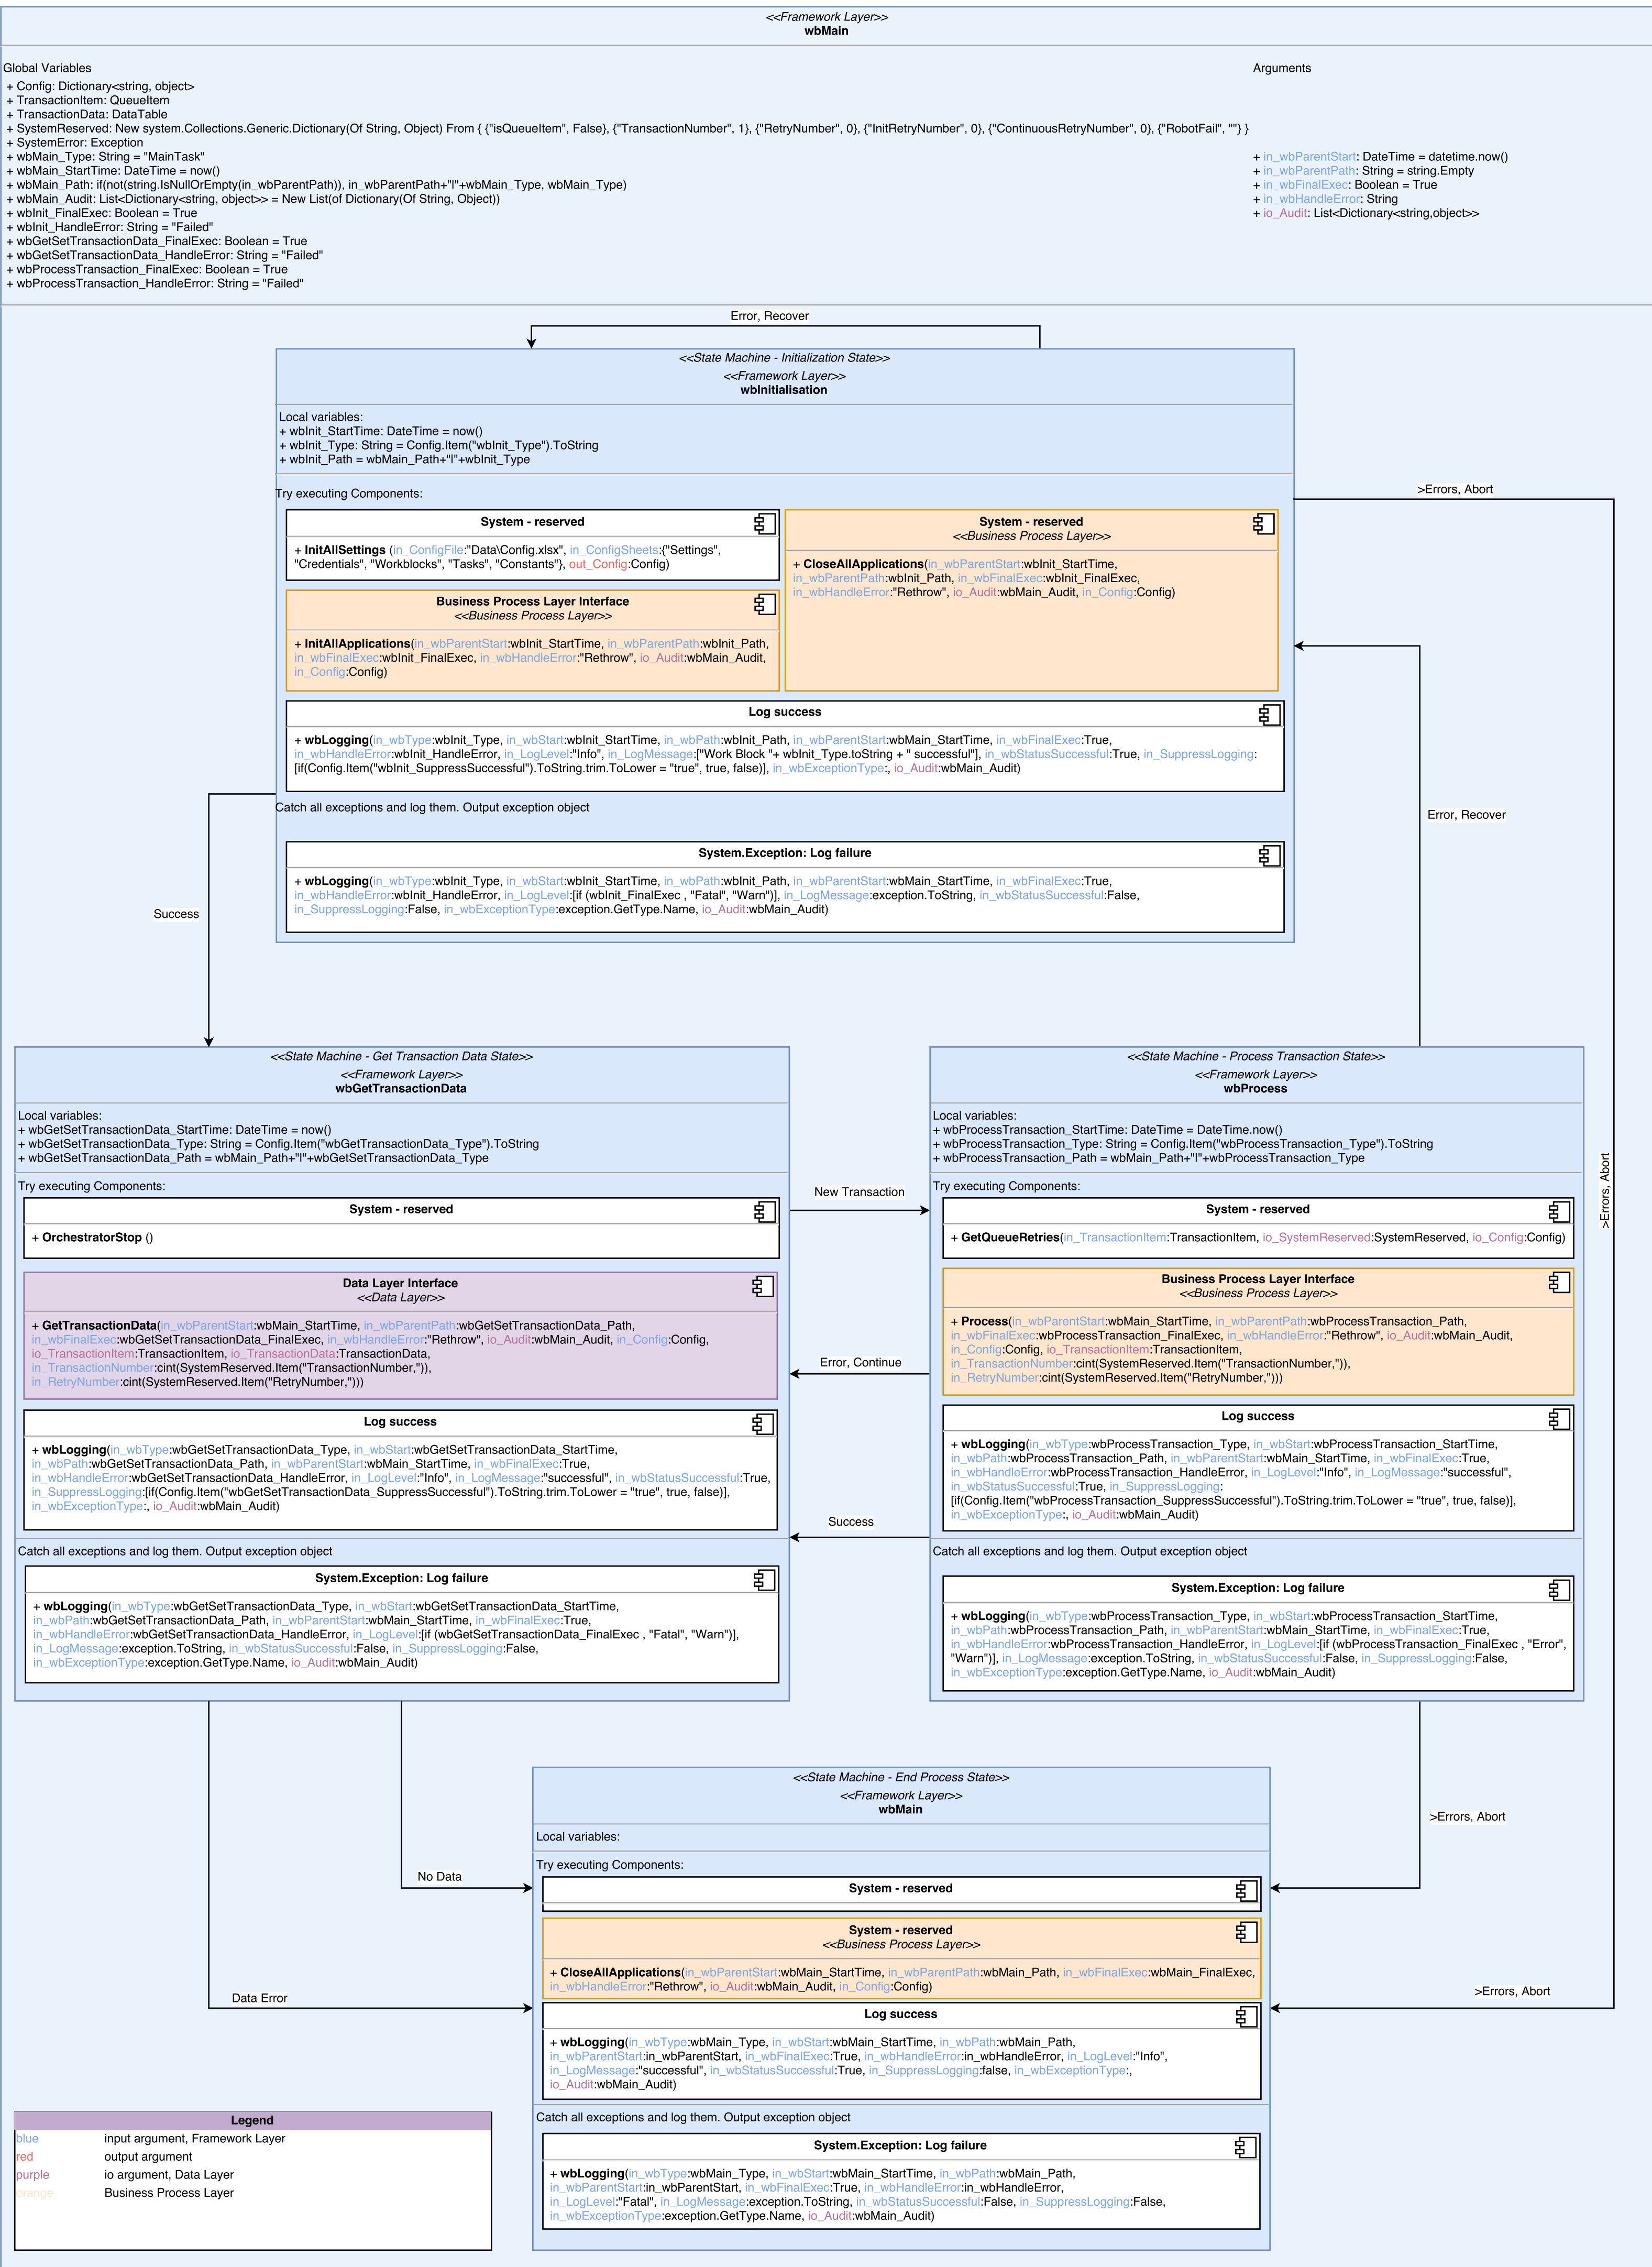 <<Framework Layer>>
wbMain
Global Variables
+ Config: Dictionary<string, object>
+ TransactionItem: QueueItem
+ TransactionData: DataTable
+ SystemReserved: New system.Collections.Generic.Dictionary(Of String, Object) From { {"isQueueItem", False}, {"TransactionNumber", 1}, {"RetryNumber", 0}, {"InitRetryNumber", 0}, {"ContinuousRetryNumber", 0}, {"RobotFail", ""} }
+ SystemError: Exception
+ wbMain_Type: String = "MainTask"
+ wbMain_StartTime: DateTime = now()
+ wbMain_Path: if(not(string.IsNullOrEmpty(in_wbParentPath)), in_wbParentPath+"|"+wbMain_Type, wbMain_Type)
+ wbMain_Audit: List<Dictionary<string, object>> = New List(of Dictionary(Of String, Object))
+ wbInit_FinalExec: Boolean = True
+ wbInit_HandleError: String = "Failed"
+ wbGetSetTransactionData_FinalExec: Boolean = True
+ wbGetSetTransactionData_HandleError: String = "Failed"
+ wbProcessTransaction_FinalExec: Boolean = True
+ wbProcessTransaction_HandleError: String = "Failed"
Arguments
+ in_wbParentStart: DateTime = datetime.now()
+ in_wbParentPath: String = string.Empty
+ in_wbFinalExec: Boolean = True
+ in_wbHandleError: String
+ io_Audit: List<Dictionary<string,object>>
Error, Recover
<<State Machine - Initialization State>>
<<Framework Layer>>
wbInitialisation
Local variables:
+ wbInit_StartTime: DateTime = now()
+ wbInit_Type: String = Config.Item("wbInit_Type").ToString
+ wbInit_Path = wbMain_Path+"|"+wbInit_Type
Try executing Components:
System - reserved
+ InitAllSettings (in_ConfigFile:"Data\Config.xlsx", in_ConfigSheets:{"Settings",
"Credentials", "Workblocks", "Tasks", "Constants"}, out_Config:Config)
Business Process Layer Interface
<<Business Process Layer>>
+ InitAllApplications(in_wbParentStart:wbInit_StartTime, in_wbParentPath:wbInit_Path,
in_wbFinalExec:wbInit_FinalExec, in_wbHandleError:"Rethrow", io_Audit:wbMain_Audit,
in_Config:Config)
System - reserved
<<Business Process Layer>>
+ CloseAllApplications(in_wbParentStart:wbInit_StartTime,
in_wbParentPath:wbInit_Path, in_wbFinalExec:wbInit_FinalExec,
in_wbHandleError:"Rethrow", io_Audit:wbMain_Audit, in_Config:Config)
Log success
+ wbLogging(in_wbType:wbInit_Type, in_wbStart:wbInit_StartTime, in_wbPath:wbInit_Path, in_wbParentStart:wbMain_StartTime, in_wbFinalExec:True,
in_wbHandleError:wbInit_HandleError, in_LogLevel:"Info", in_LogMessage:["Work Block "+ wbInit_Type.toString + " successful"], in_wbStatusSuccessful:True, in_SuppressLogging:
[if(Config.Item("wbInit_SuppressSuccessful").ToString.trim.ToLower = "true", true, false)], in_wbExceptionType:, io_Audit:wbMain_Audit)
Catch all exceptions and log them. Output exception object
System.Exception: Log failure
+ wbLogging(in_wbType:wbInit_Type, in_wbStart:wbInit_StartTime, in_wbPath:wbInit_Path, in_wbParentStart:wbMain_StartTime, in_wbFinalExec:True,
in_wbHandleError:wbInit_HandleError, in_LogLevel:[if (wbInit_FinalExec , "Fatal", "Warn")], in_LogMessage:exception.ToString, in_wbStatusSuccessful:False,
in_SuppressLogging:False, in_wbExceptionType:exception.GetType.Name, io_Audit:wbMain_Audit)
>Errors, Abort
Error, Recover
Success
>Errors, Abort
<<State Machine - Get Transaction Data State>>
<<Framework Layer>>
wbGetTransactionData
Local variables:
+ wbGetSetTransactionData_StartTime: DateTime = now()
+ wbGetSetTransactionData_Type: String = Config.Item("wbGetTransactionData_Type").ToString
+ wbGetSetTransactionData_Path = wbMain_Path+"|"+wbGetSetTransactionData_Type
Try executing Components:
System - reserved
+ OrchestratorStop ()
Data Layer Interface
<<Data Layer>>
+ GetTransactionData(in_wbParentStart:wbMain_StartTime, in_wbParentPath:wbGetSetTransactionData_Path,
in_wbFinalExec:wbGetSetTransactionData_FinalExec, in_wbHandleError:"Rethrow", io_Audit:wbMain_Audit, in_Config:Config,
io_TransactionItem:TransactionItem, io_TransactionData:TransactionData,
in_TransactionNumber:cint(SystemReserved.Item("TransactionNumber,")),
in_RetryNumber:cint(SystemReserved.Item("RetryNumber,")))
Log success
+ wbLogging(in_wbType:wbGetSetTransactionData_Type, in_wbStart:wbGetSetTransactionData_StartTime,
in_wbPath:wbGetSetTransactionData_Path, in_wbParentStart:wbMain_StartTime, in_wbFinalExec:True,
in_wbHandleError:wbGetSetTransactionData_HandleError, in_LogLevel:"Info", in_LogMessage:"successful", in_wbStatusSuccessful:True,
in_SuppressLogging:[if(Config.Item("wbGetSetTransactionData_SuppressSuccessful").ToString.trim.ToLower = "true", true, false)],
in_wbExceptionType:, io_Audit:wbMain_Audit)
Catch all exceptions and log them. Output exception object
System.Exception: Log failure
+ wbLogging(in_wbType:wbGetSetTransactionData_Type, in_wbStart:wbGetSetTransactionData_StartTime,
in_wbPath:wbGetSetTransactionData_Path, in_wbParentStart:wbMain_StartTime, in_wbFinalExec:True,
in_wbHandleError:wbGetSetTransactionData_HandleError, in_LogLevel:[if (wbGetSetTransactionData_FinalExec , "Fatal", "Warn")],
in_LogMessage:exception.ToString, in_wbStatusSuccessful:False, in_SuppressLogging:False,
in_wbExceptionType:exception.GetType.Name, io_Audit:wbMain_Audit)
New Transaction
Error, Continue
Success
<<State Machine - Process Transaction State>>
<<Framework Layer>>
wbProcess
Local variables:
+ wbProcessTransaction_StartTime: DateTime = DateTime.now()
+ wbProcessTransaction_Type: String = Config.Item("wbProcessTransaction_Type").ToString
+ wbProcessTransaction_Path = wbMain_Path+"|"+wbProcessTransaction_Type
Try executing Components:
System - reserved
+ GetQueueRetries(in_TransactionItem:TransactionItem, io_SystemReserved:SystemReserved, io_Config:Config)
Business Process Layer Interface
<<Business Process Layer>>
+ Process(in_wbParentStart:wbMain_StartTime, in_wbParentPath:wbProcessTransaction_Path,
in_wbFinalExec:wbProcessTransaction_FinalExec, in_wbHandleError:"Rethrow", io_Audit:wbMain_Audit,
in_Config:Config, io_TransactionItem:TransactionItem,
in_TransactionNumber:cint(SystemReserved.Item("TransactionNumber,")),
in_RetryNumber:cint(SystemReserved.Item("RetryNumber,")))
Log success
+ wbLogging(in_wbType:wbProcessTransaction_Type, in_wbStart:wbProcessTransaction_StartTime,
in_wbPath:wbProcessTransaction_Path, in_wbParentStart:wbMain_StartTime, in_wbFinalExec:True,
in_wbHandleError:wbProcessTransaction_HandleError, in_LogLevel:"Info", in_LogMessage:"successful",
in_wbStatusSuccessful:True, in_SuppressLogging:
[if(Config.Item("wbProcessTransaction_SuppressSuccessful").ToString.trim.ToLower = "true", true, false)],
in_wbExceptionType:, io_Audit:wbMain_Audit)
Catch all exceptions and log them. Output exception object
System.Exception: Log failure
+ wbLogging(in_wbType:wbProcessTransaction_Type, in_wbStart:wbProcessTransaction_StartTime,
in_wbPath:wbProcessTransaction_Path, in_wbParentStart:wbMain_StartTime, in_wbFinalExec:True,
in_wbHandleError:wbProcessTransaction_HandleError, in_LogLevel:[if (wbProcessTransaction_FinalExec , "Error",
"Warn")], in_LogMessage:exception.ToString, in_wbStatusSuccessful:False, in_SuppressLogging:False,
in_wbExceptionType:exception.GetType.Name, io_Audit:wbMain_Audit)
>Errors, Abort
No Data
Data Error
>Errors, Abort
<<State Machine - End Process State>>
<<Framework Layer>>
wbMain
Local variables:
Try executing Components:
System - reserved
System - reserved
<<Business Process Layer>>
+ CloseAllApplications(in_wbParentStart:wbMain_StartTime, in_wbParentPath:wbMain_Path, in_wbFinalExec:wbMain_FinalExec,
in_wbHandleError:"Rethrow", io_Audit:wbMain_Audit, in_Config:Config)
Log success
+ wbLogging(in_wbType:wbMain_Type, in_wbStart:wbMain_StartTime, in_wbPath:wbMain_Path,
in_wbParentStart:in_wbParentStart, in_wbFinalExec:True, in_wbHandleError:in_wbHandleError, in_LogLevel:"Info",
in_LogMessage:"successful", in_wbStatusSuccessful:True, in_SuppressLogging:false, in_wbExceptionType:,
io_Audit:wbMain_Audit)
Catch all exceptions and log them. Output exception object
System.Exception: Log failure
+ wbLogging(in_wbType:wbMain_Type, in_wbStart:wbMain_StartTime, in_wbPath:wbMain_Path,
in_wbParentStart:in_wbParentStart, in_wbFinalExec:True, in_wbHandleError:in_wbHandleError,
in_LogLevel:"Fatal", in_LogMessage:exception.ToString, in_wbStatusSuccessful:False, in_SuppressLogging:False,
in_wbExceptionType:exception.GetType.Name, io_Audit:wbMain_Audit)
Legend
blue input argument, Framework Layer
red output argument
purple io argument, Data Layer
orange Business Process Layer